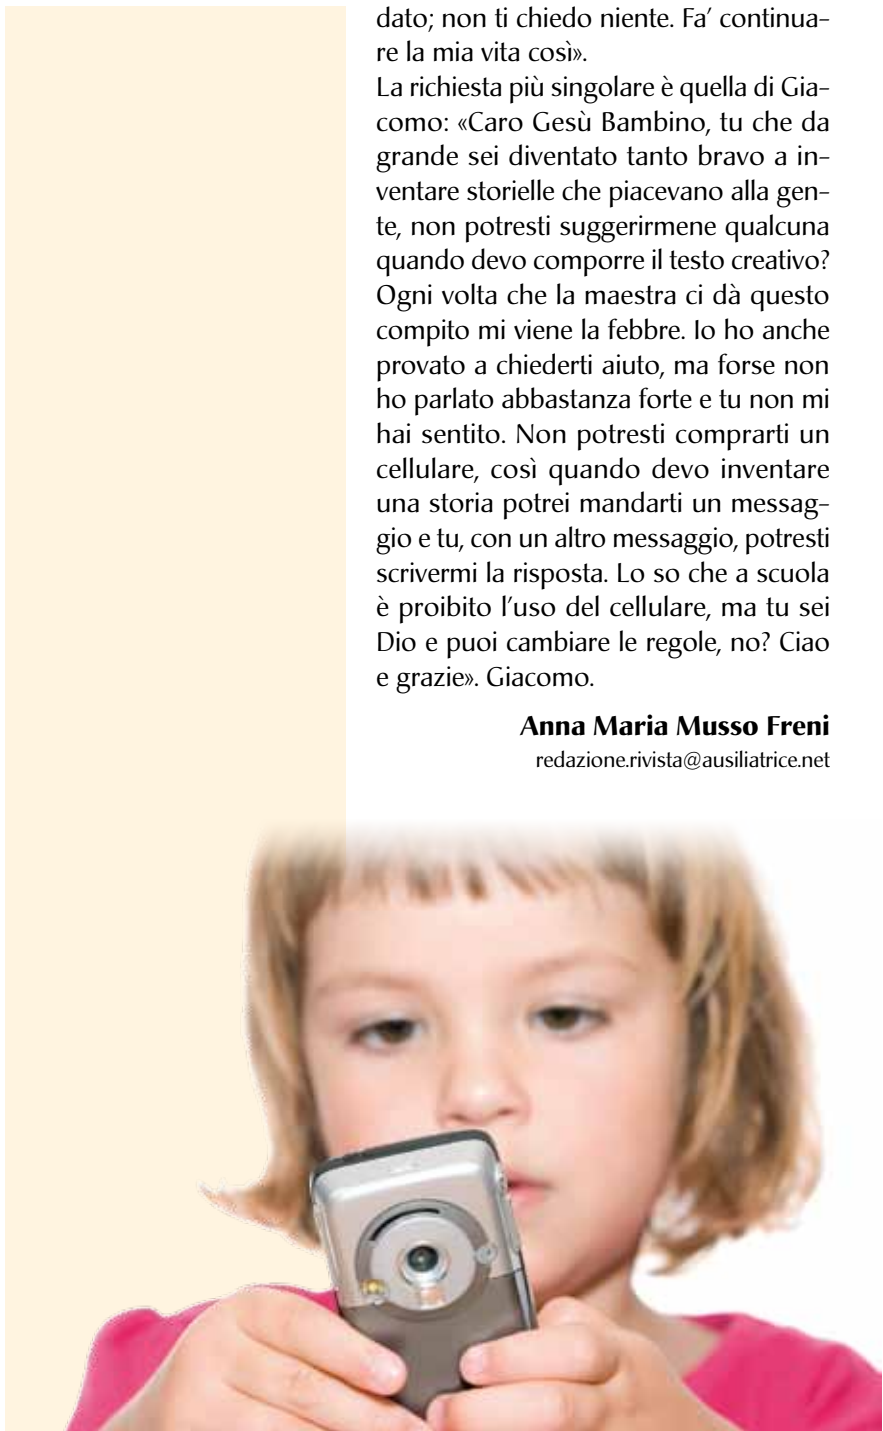 dato; non ti chiedo niente. Fa’ continua-
re la mia vita così».
La richiesta più singolare è quella di Gia-
como: «Caro Gesù Bambino, tu che da
grande sei diventato tanto bravo a in-
ventare storielle che piacevano alla gen-
te, non potresti suggerirmene qualcuna
quando devo comporre il testo creativo?
Ogni volta che la maestra ci dà questo
compito mi viene la febbre. Io ho anche
provato a chiederti aiuto, ma forse non
ho parlato abbastanza forte e tu non mi
hai sentito. Non potresti comprarti un
cellulare, così quando devo inventare
una storia potrei mandarti un messag-
gio e tu, con un altro messaggio, potresti
scrivermi la risposta. Lo so che a scuola
è proibito l’uso del cellulare, ma tu sei
Dio e puoi cambiare le regole, no? Ciao
e grazie». Giacomo.
Anna Maria Musso Freni
redazione.rivista@ausiliatrice.net